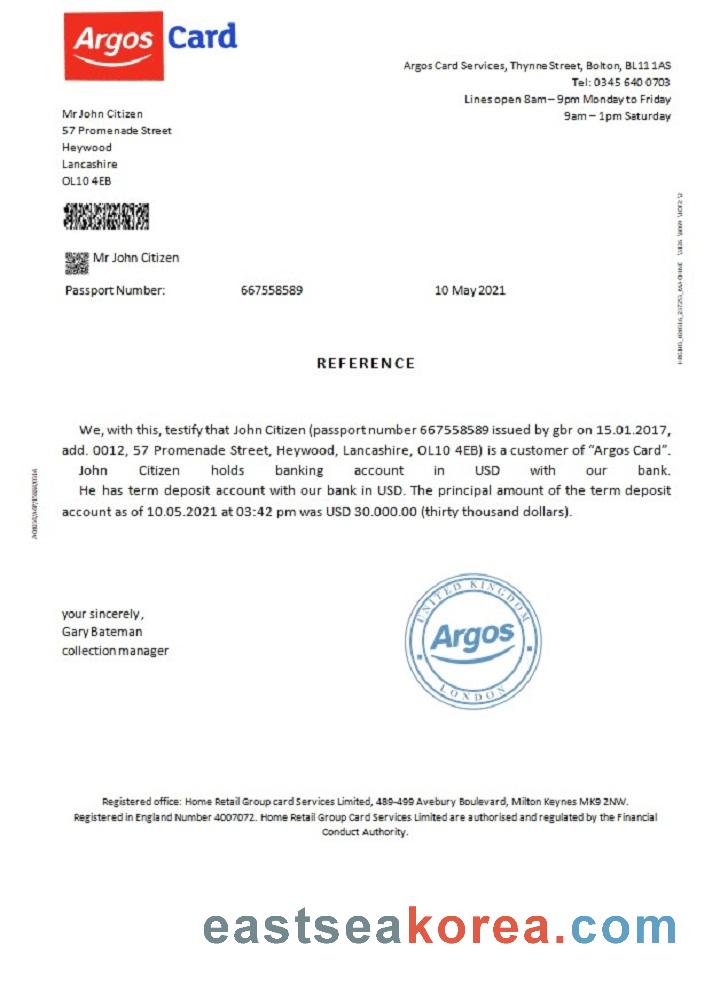 Argos Card
Argos Card Services, Thynne Street, Bolton, BL11 1AS
Tel: 0345 640 0703
Lines open 8am – 9pm Monday to Friday
9am – 1pm Saturday
Mr John Citizen
57 Promenade Street
Heywood
Lancashire
OL10 4EB
Mr John Citizen
Passport Number: 667558589 10 May 2021
REFERENCE
We, with this, testify that John Citizen (passport number 667558589 issued by gbr on 15.01.2017,
add. 0012, 57 Promenade Street, Heywood, Lancashire, OL10 4EB) is a customer of “Argos Card”.
John Citizen holds banking account in USD with our bank.
He has term deposit account with our bank in USD. The principal amount of the term deposit
account as of 10.05.2021 at 03:42 pm was USD 30.000.00 (thirty thousand dollars).
your sincerely,
Gary Bateman
collection manager
UNITED KINGDOM
Argos
LONDON
Registered office: Home Retail Group card Services Limited, 489-499 Avebury Boulevard, Milton Keynes MK9 2NW.
Registered in England Number 4007072. Home Retail Group Card Services Limited are authorised and regulated by the Financial
Conduct Authority.
eastseakorea.com